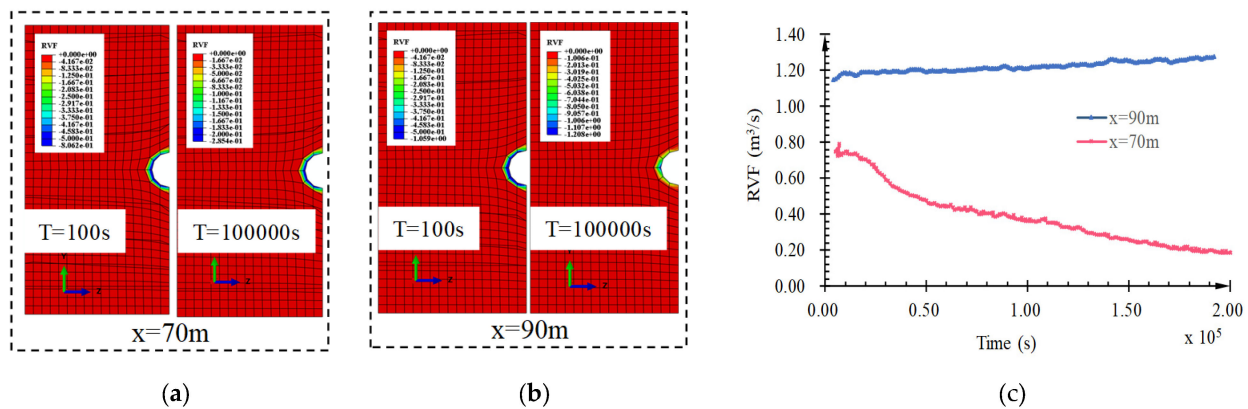 RVF
+0.000e+00
-4.167e-02
-8.333e-02
-1.250e-01
-1.667e-01
-2.083e-01
-2.500e-01
-2.917e-01
-3.333e-01
-3.750e-01
-4.583e-01
-5.000e-01
-8.062e-01
T=100s
Y
Z
RVF
+0.000e+00
-1.667e-02
-3.333e-02
-5.000e-02
-6.667e-02
-8.333e-02
-1.000e-01
-1.167e-01
-1.333e-01
-1.500e-01
-1.833e-01
-2.000e-01
-2.854e-01
T=100000s
Z
x=70m
(a)
RVF
+0.000e+00
-4.167e-02
-8.333e-02
-1.250e-01
-1.667e-01
-2.083e-01
-2.500e-01
-2.917e-01
-3.333e-01
-3.750e-01
-4.583e-01
-5.000e-01
-1.059e+00
T=100s
Z
RVF
+0.000e+00
-1.006e-01
-2.013e-01
-3.019e-01
-4.025e-01
-5.032e-01
-6.038e-01
-7.044e-01
-8.050e-01
-9.057e-01
-1.006e+00
-1.107e+00
-1.208e+00
T=100000s
Z
x=90m
(b)
RVF (m³/s)
1.40
1.20
1.00
0.80
0.60
0.40
0.20
0.00
x=90m
x=70m
0.00
0.50
1.00
1.50
2.00
x 10⁵
Time (s)
(c)